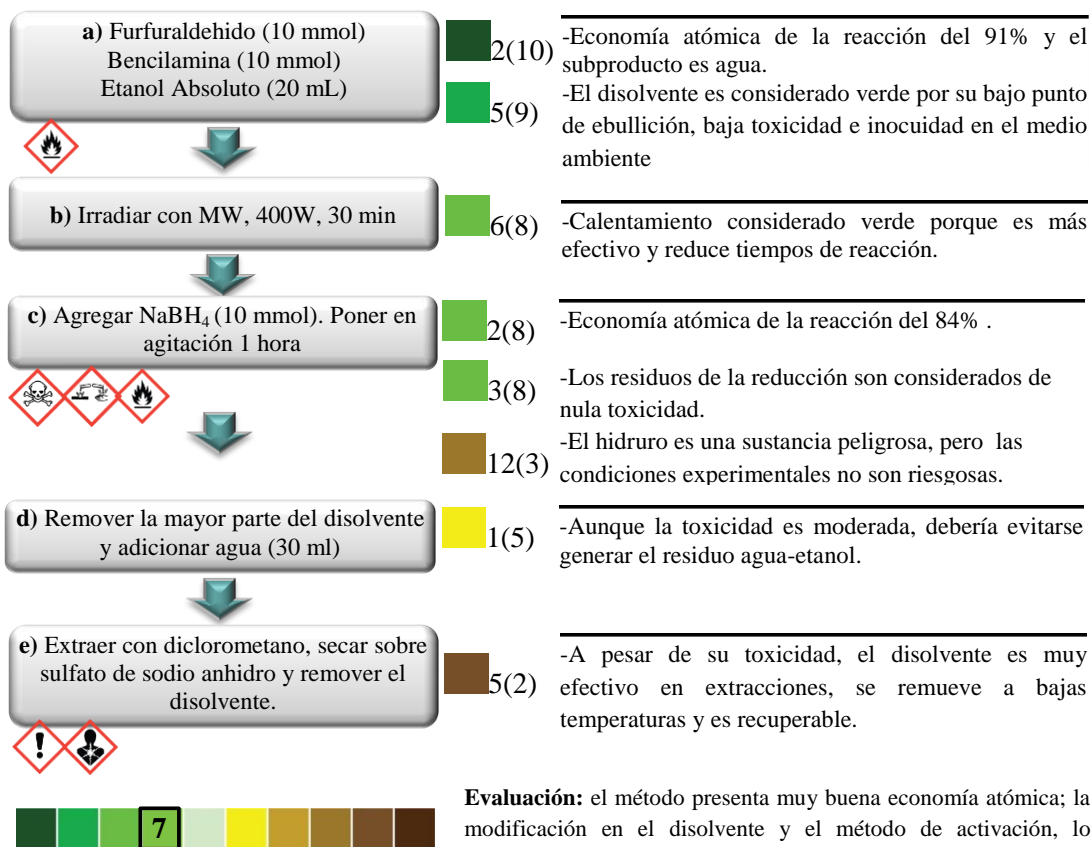 a) Furfuraldehido (10 mmol)
Bencilamina (10 mmol)
Etanol Absoluto (20 mL)
2(10)
5(9)
-Economía atómica de la reacción del 91% y el
subproducto es agua.
-El disolvente es considerado verde por su bajo punto
de ebullición, baja toxicidad e inocuidad en el medio
ambiente
b) Irradiar con MW, 400W, 30 min
6(8)
-Calentamiento considerado verde porque es más
efectivo y reduce tiempos de reacción.
c) Agregar NaBH₄ (10 mmol). Poner en
agitación 1 hora
2(8)
3(8)
12(3)
-Economía atómica de la reacción del 84% .
-Los residuos de la reducción son considerados de
nula toxicidad.
-El hidruro es una sustancia peligrosa, pero las
condiciones experimentales no son riesgosas.
d) Remover la mayor parte del disolvente
y adicionar agua (30 ml)
1(5)
-Aunque la toxicidad es moderada, debería evitarse
generar el residuo agua-etanol.
e) Extraer con diclorometano, secar sobre
sulfato de sodio anhidro y remover el
disolvente.
5(2)
-A pesar de su toxicidad, el disolvente es muy
efectivo en extracciones, se remueve a bajas
temperaturas y es recuperable.
7
Evaluación: el método presenta muy buena economía atómica; la
modificación en el disolvente y el método de activación, lo